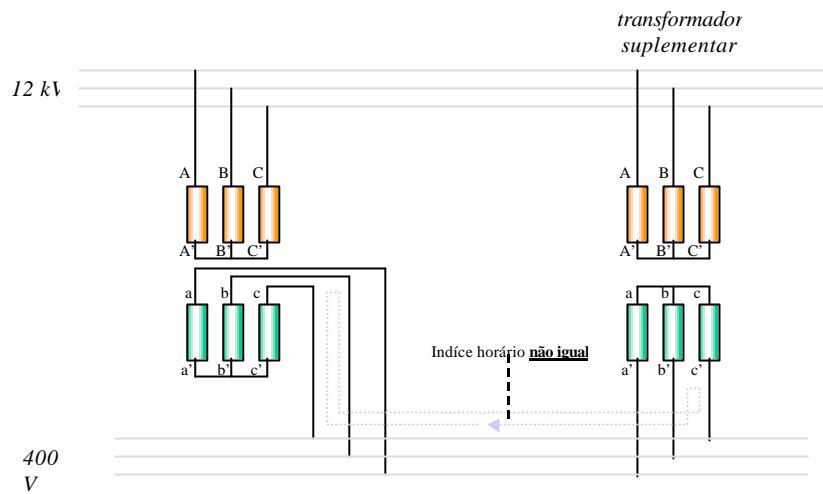 transformador
suplementar
12 kV
A B C
A B C
A' B' C'
A' B' C'
a b c
a b c
Indíce horário não igual
a' b' c'
a' b' c'
400
V